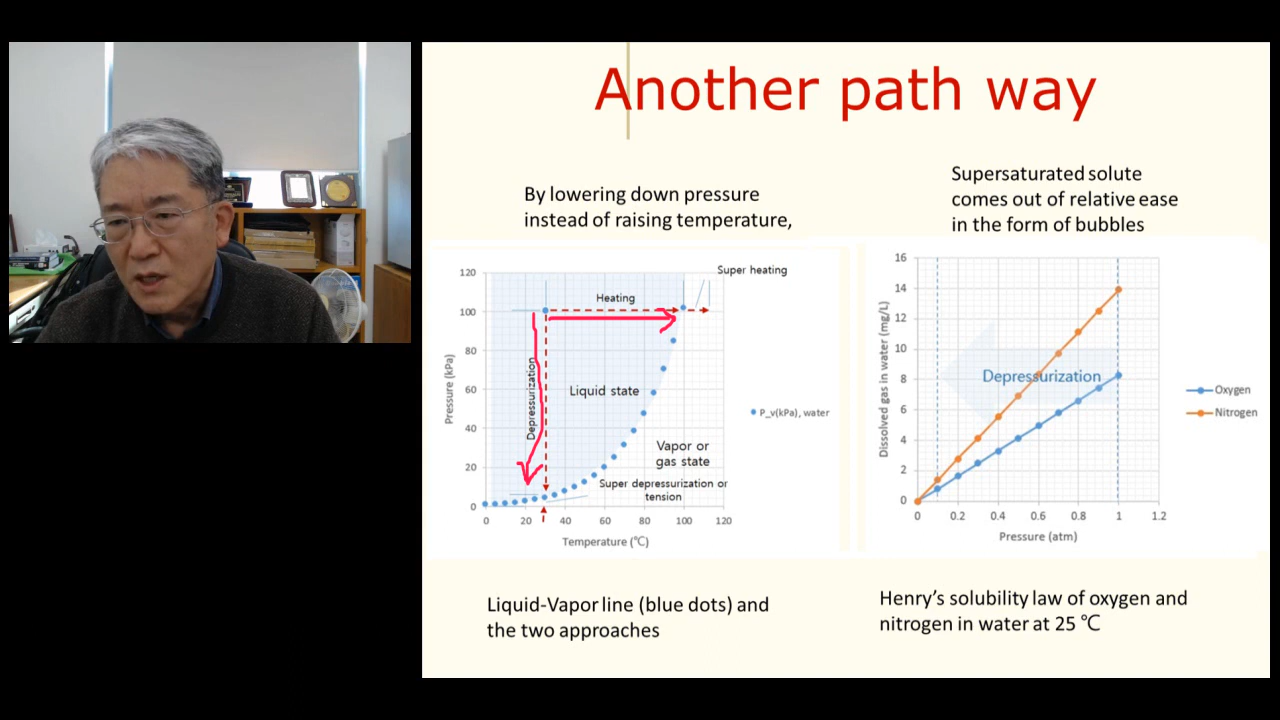 Another path way
By lowering down pressure
instead of raising temperature,
Supersaturated solute
comes out of relative ease
in the form of bubbles
120
100
80
60
40
20
0
Pressure (kPa)
Super heating
Heating
Depressurization
Liquid state
Vapor or
gas state
Super depressurization or
tension
P_v(kPa), water
0 20 40 60 80 100 120
Temperature (℃)
16
14
12
10
8
6
4
2
0
Dissolved gas in water (mg/L)
Depressurization
Oxygen
Nitrogen
0 0.2 0.4 0.6 0.8 1 1.2
Pressure (atm)
Liquid-Vapor line (blue dots) and
the two approaches
Henry's solubility law of oxygen and
nitrogen in water at 25 ℃